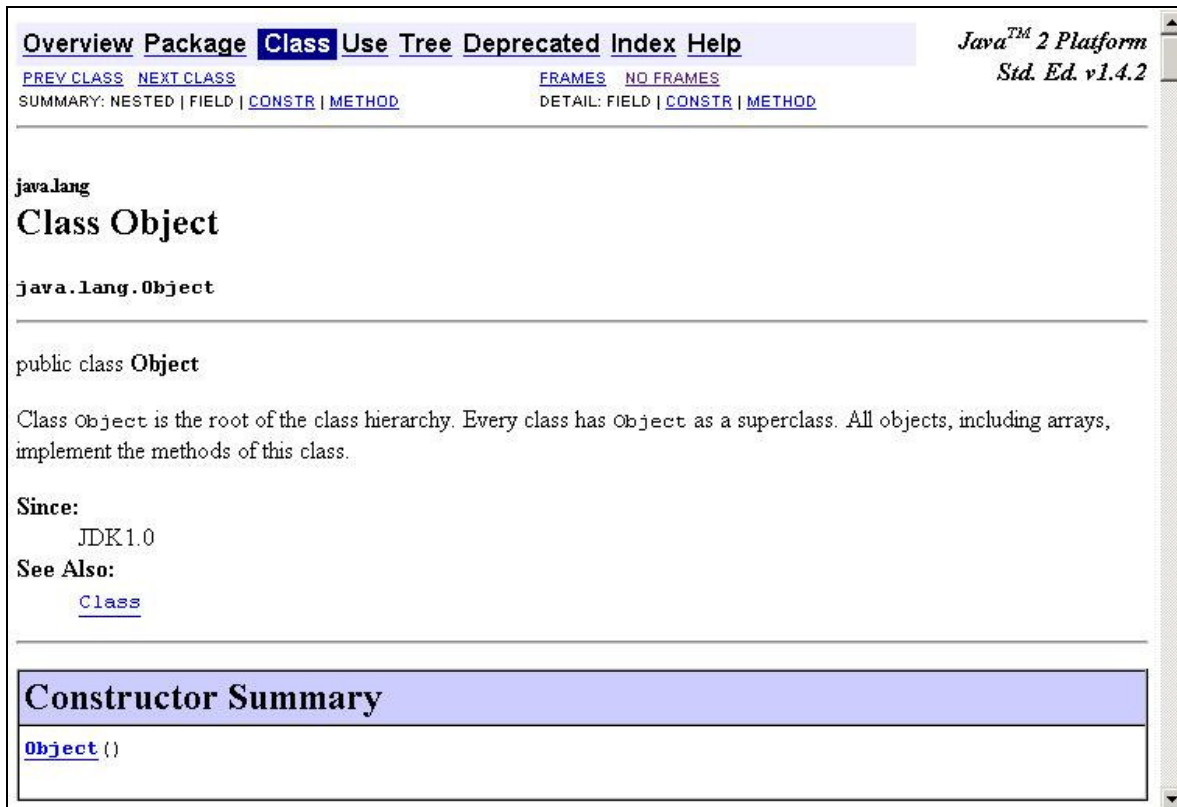 Overview Package Class Use Tree Deprecated Index Help
Java™ 2 Platform
Std. Ed. v1.4.2
PREV CLASS NEXT CLASS
FRAMES NO FRAMES
SUMMARY: NESTED | FIELD | CONSTR | METHOD
DETAIL: FIELD | CONSTR | METHOD
java.lang
Class Object
java.lang.Object
public class Object
Class Object is the root of the class hierarchy. Every class has Object as a superclass. All objects, including arrays,
implement the methods of this class.
Since:
JDK1.0
See Also:
Class
Constructor Summary
Object()